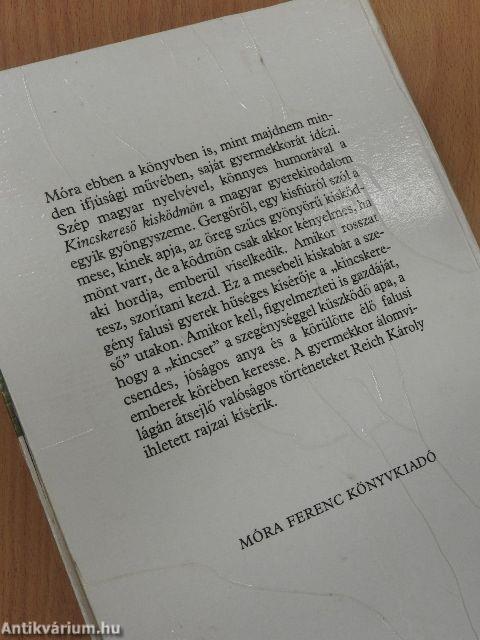 Móra ebben a könyvben is, mint majdnem min-
den ifjúsági művében, saját gyermekkorát idézi.
Szép magyar nyelvével, könnyes humorával a
Kincskereső kisködmön a magyar gyerekirodalom
egyik gyöngyszeme. Gergőről, egy kisfiúról szól a
mese, kinek apja, az öreg szűcs gyönyörű kisköd-
mönt varr, de a ködmön csak akkor kényelmes, ha
aki hordja, emberül viselkedik. Amikor rosszat
tesz, szorítani kezd. Ez a mesebeli kiskabát a sze-
gény falusi gyerek hűséges kísérője a „kincskere-
ső” utakon. Amikor kell, figyelmezteti is gazdáját,
hogy a „kincset” a szegénységgel küszködő apa, a
csendes, jóságos anya és a körülötte élő falusi
emberek körében keresse. A gyermekkor álomvi-
lágán átsejlő valóságos történeteket Reich Károly
ihletett rajzai kísérik.
MÓRA FERENC KÖNYVKIADÓ
Antikvárium.hu